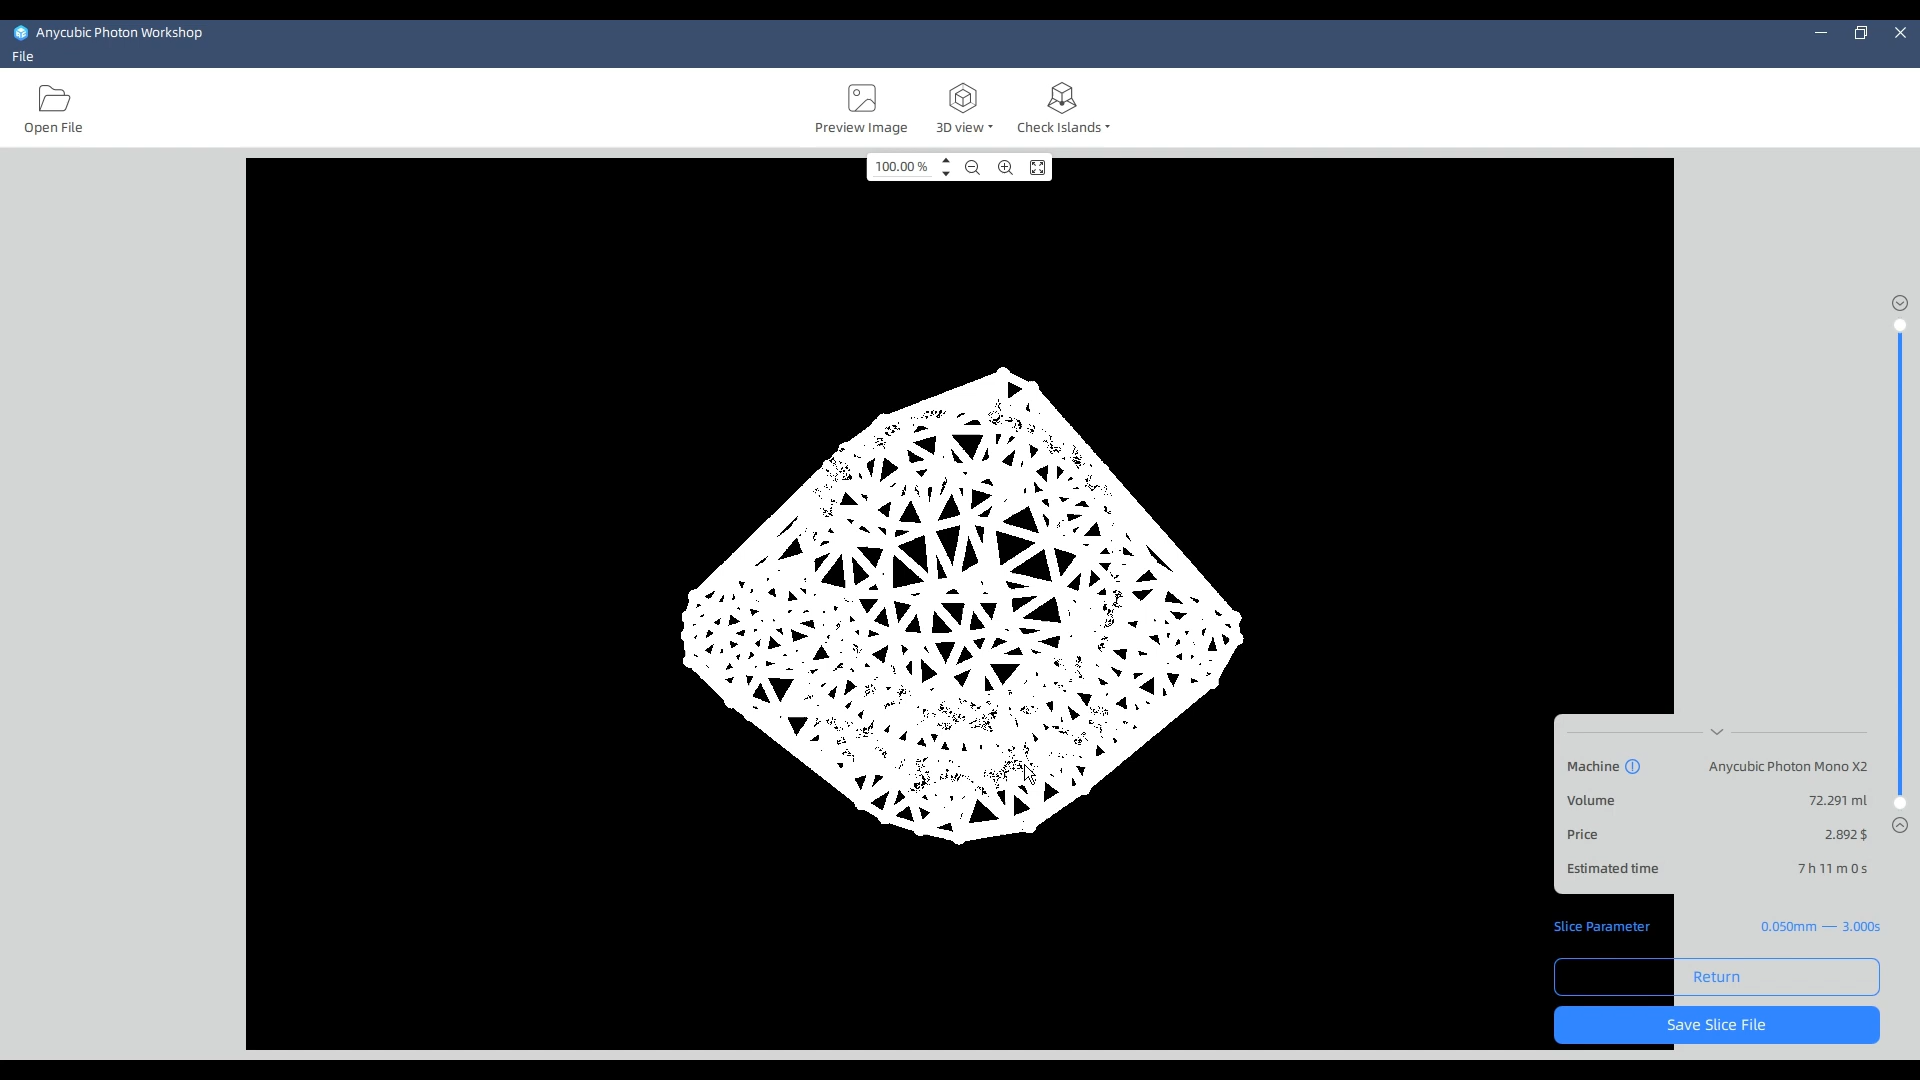 Anycubic Photon Workshop
File
Open File
Preview Image
3D view
Check Islands
100.00 %
Machine Anycubic Photon Mono X2
Volume 72.291 ml
Price 2.892 $
Estimated time 7 h 11 m 0 s
Slice Parameter 0.050mm — 3.000s
Return
Save Slice File